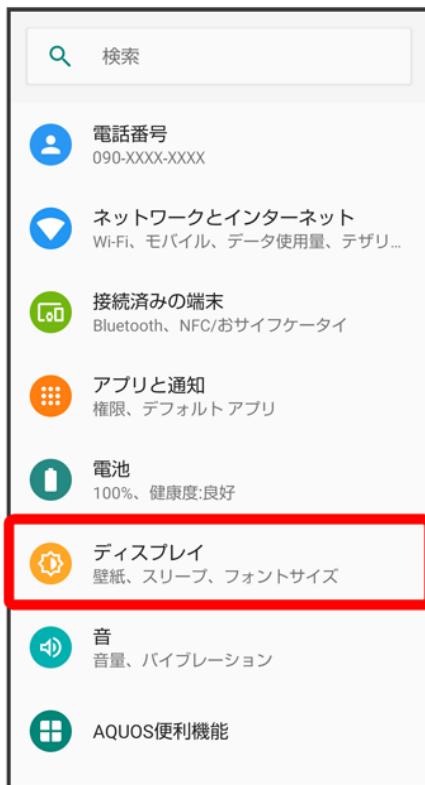 検索
電話番号
090-XXXX-XXXX
ネットワークとインターネット
Wi-Fi、モバイル、データ使用量、テザリ...
接続済みの端末
Bluetooth、NFC/おサイフケータイ
アプリと通知
権限、デフォルト アプリ
電池
100%、健康度:良好
ディスプレイ
壁紙、スリープ、フォントサイズ
音
音量、バイブレーション
AQUOS便利機能